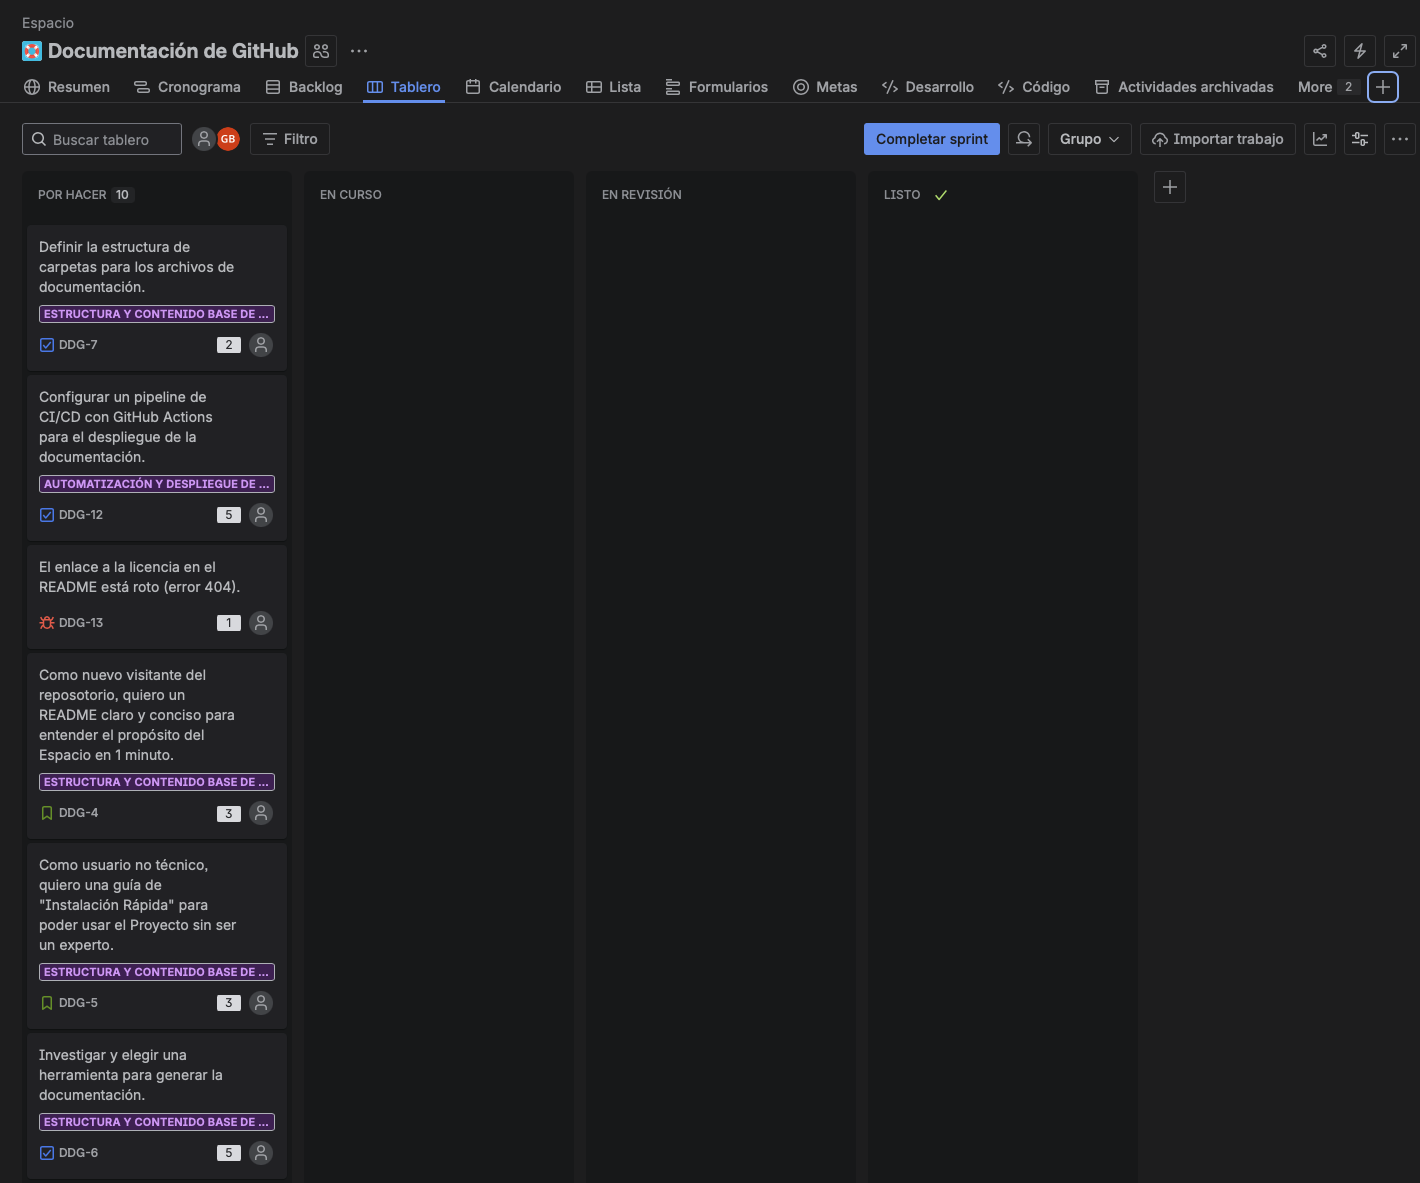 Espacio
Documentación de GitHub
Resumen Cronograma Backlog Tablero Calendario Lista Formularios Metas Desarrollo Código Actividades archivadas More 2
Buscar tablero GB Filtro Completar sprint Grupo Importar trabajo
POR HACER 10
Definir la estructura de
carpetas para los archivos de
documentación.
ESTRUCTURA Y CONTENIDO BASE DE ...
DDG-7 2
Configurar un pipeline de
CI/CD con GitHub Actions
para el despliegue de la
documentación.
AUTOMATIZACIÓN Y DESPLIEGUE DE ...
DDG-12 5
El enlace a la licencia en el
README está roto (error 404).
DDG-13 1
Como nuevo visitante del
reposotorio, quiero un
README claro y conciso para
entender el propósito del
Espacio en 1 minuto.
ESTRUCTURA Y CONTENIDO BASE DE ...
DDG-4 3
Como usuario no técnico,
quiero una guía de
"Instalación Rápida" para
poder usar el Proyecto sin ser
un experto.
ESTRUCTURA Y CONTENIDO BASE DE ...
DDG-5 3
Investigar y elegir una
herramienta para generar la
documentación.
ESTRUCTURA Y CONTENIDO BASE DE ...
DDG-6 5
EN CURSO
EN REVISIÓN
LISTO